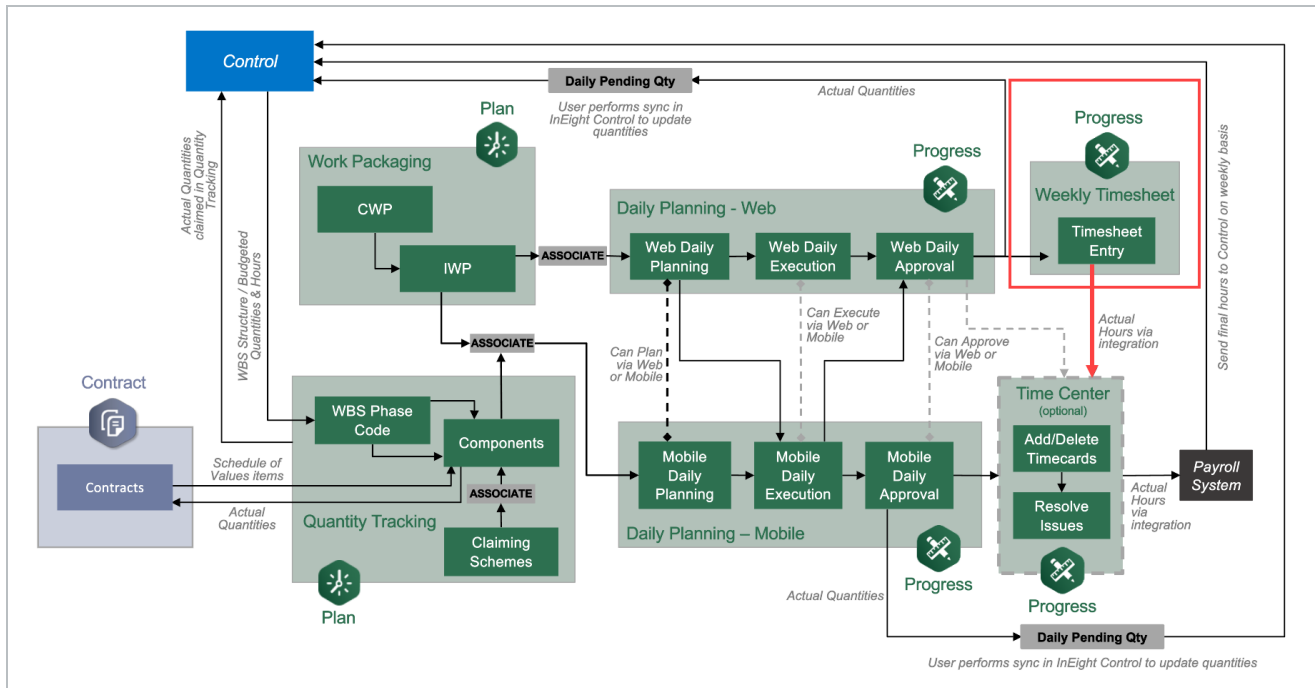 Control
Daily Pending Qty
Actual Quantities
User performs sync in
InEight Control to update
quantities
Plan
Progress
Progress
Work Packaging
CWP
IWP
ASSOCIATE
Daily Planning - Web
Web Daily
Planning
Web Daily
Execution
Web Daily
Approval
Weekly Timesheet
Timesheet
Entry
Actual Quantities
claimed in Quantity
Tracking
WBS Structure / Budgeted
Quantities & Hours
Send final hours to Control on weekly basis
ASSOCIATE
Can Plan
via Web
or Mobile
Can Execute
via Web or
Mobile
Can Approve
via Web or
Mobile
Actual
Hours via
integration
Contract
Contracts
Schedule of
Values items
Actual
Quantities
WBS Phase
Code
Components
ASSOCIATE
Claiming
Schemes
Quantity Tracking
Plan
Mobile
Daily
Planning
Mobile
Daily
Execution
Mobile
Daily
Approval
Daily Planning – Mobile
Progress
Time Center
(optional)
Add/Delete
Timecards
Resolve
Issues
Progress
Actual
Hours
via
integration
Payroll
System
Actual Quantities
Daily Pending Qty
User performs sync in InEight Control to update quantities